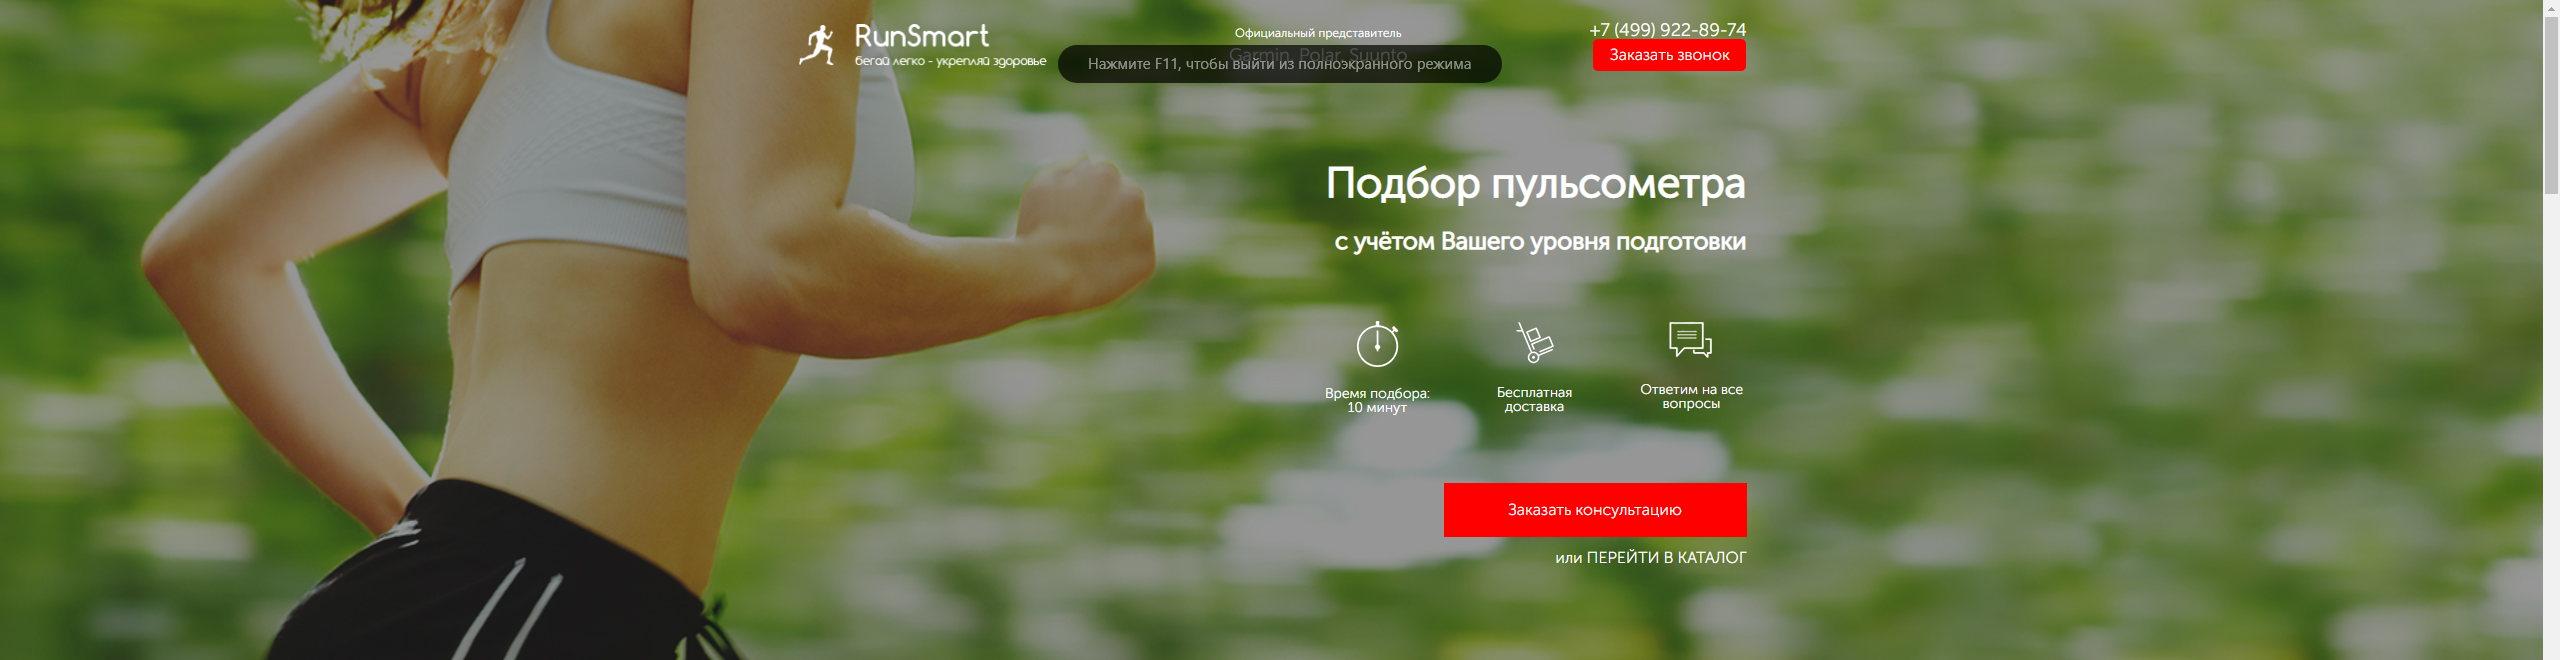 RunSmart
бегай легко - укрепляй здоровье
Официальный представитель
Garmin, Polar, Suunto
Нажмите F11, чтобы выйти из полноэкранного режима
+7 (499) 922-89-74
Заказать звонок
Подбор пульсометра
с учётом Вашего уровня подготовки
Время подбора:
10 минут
Бесплатная
доставка
Ответим на все
вопросы
Заказать консультацию
или ПЕРЕЙТИ В КАТАЛОГ